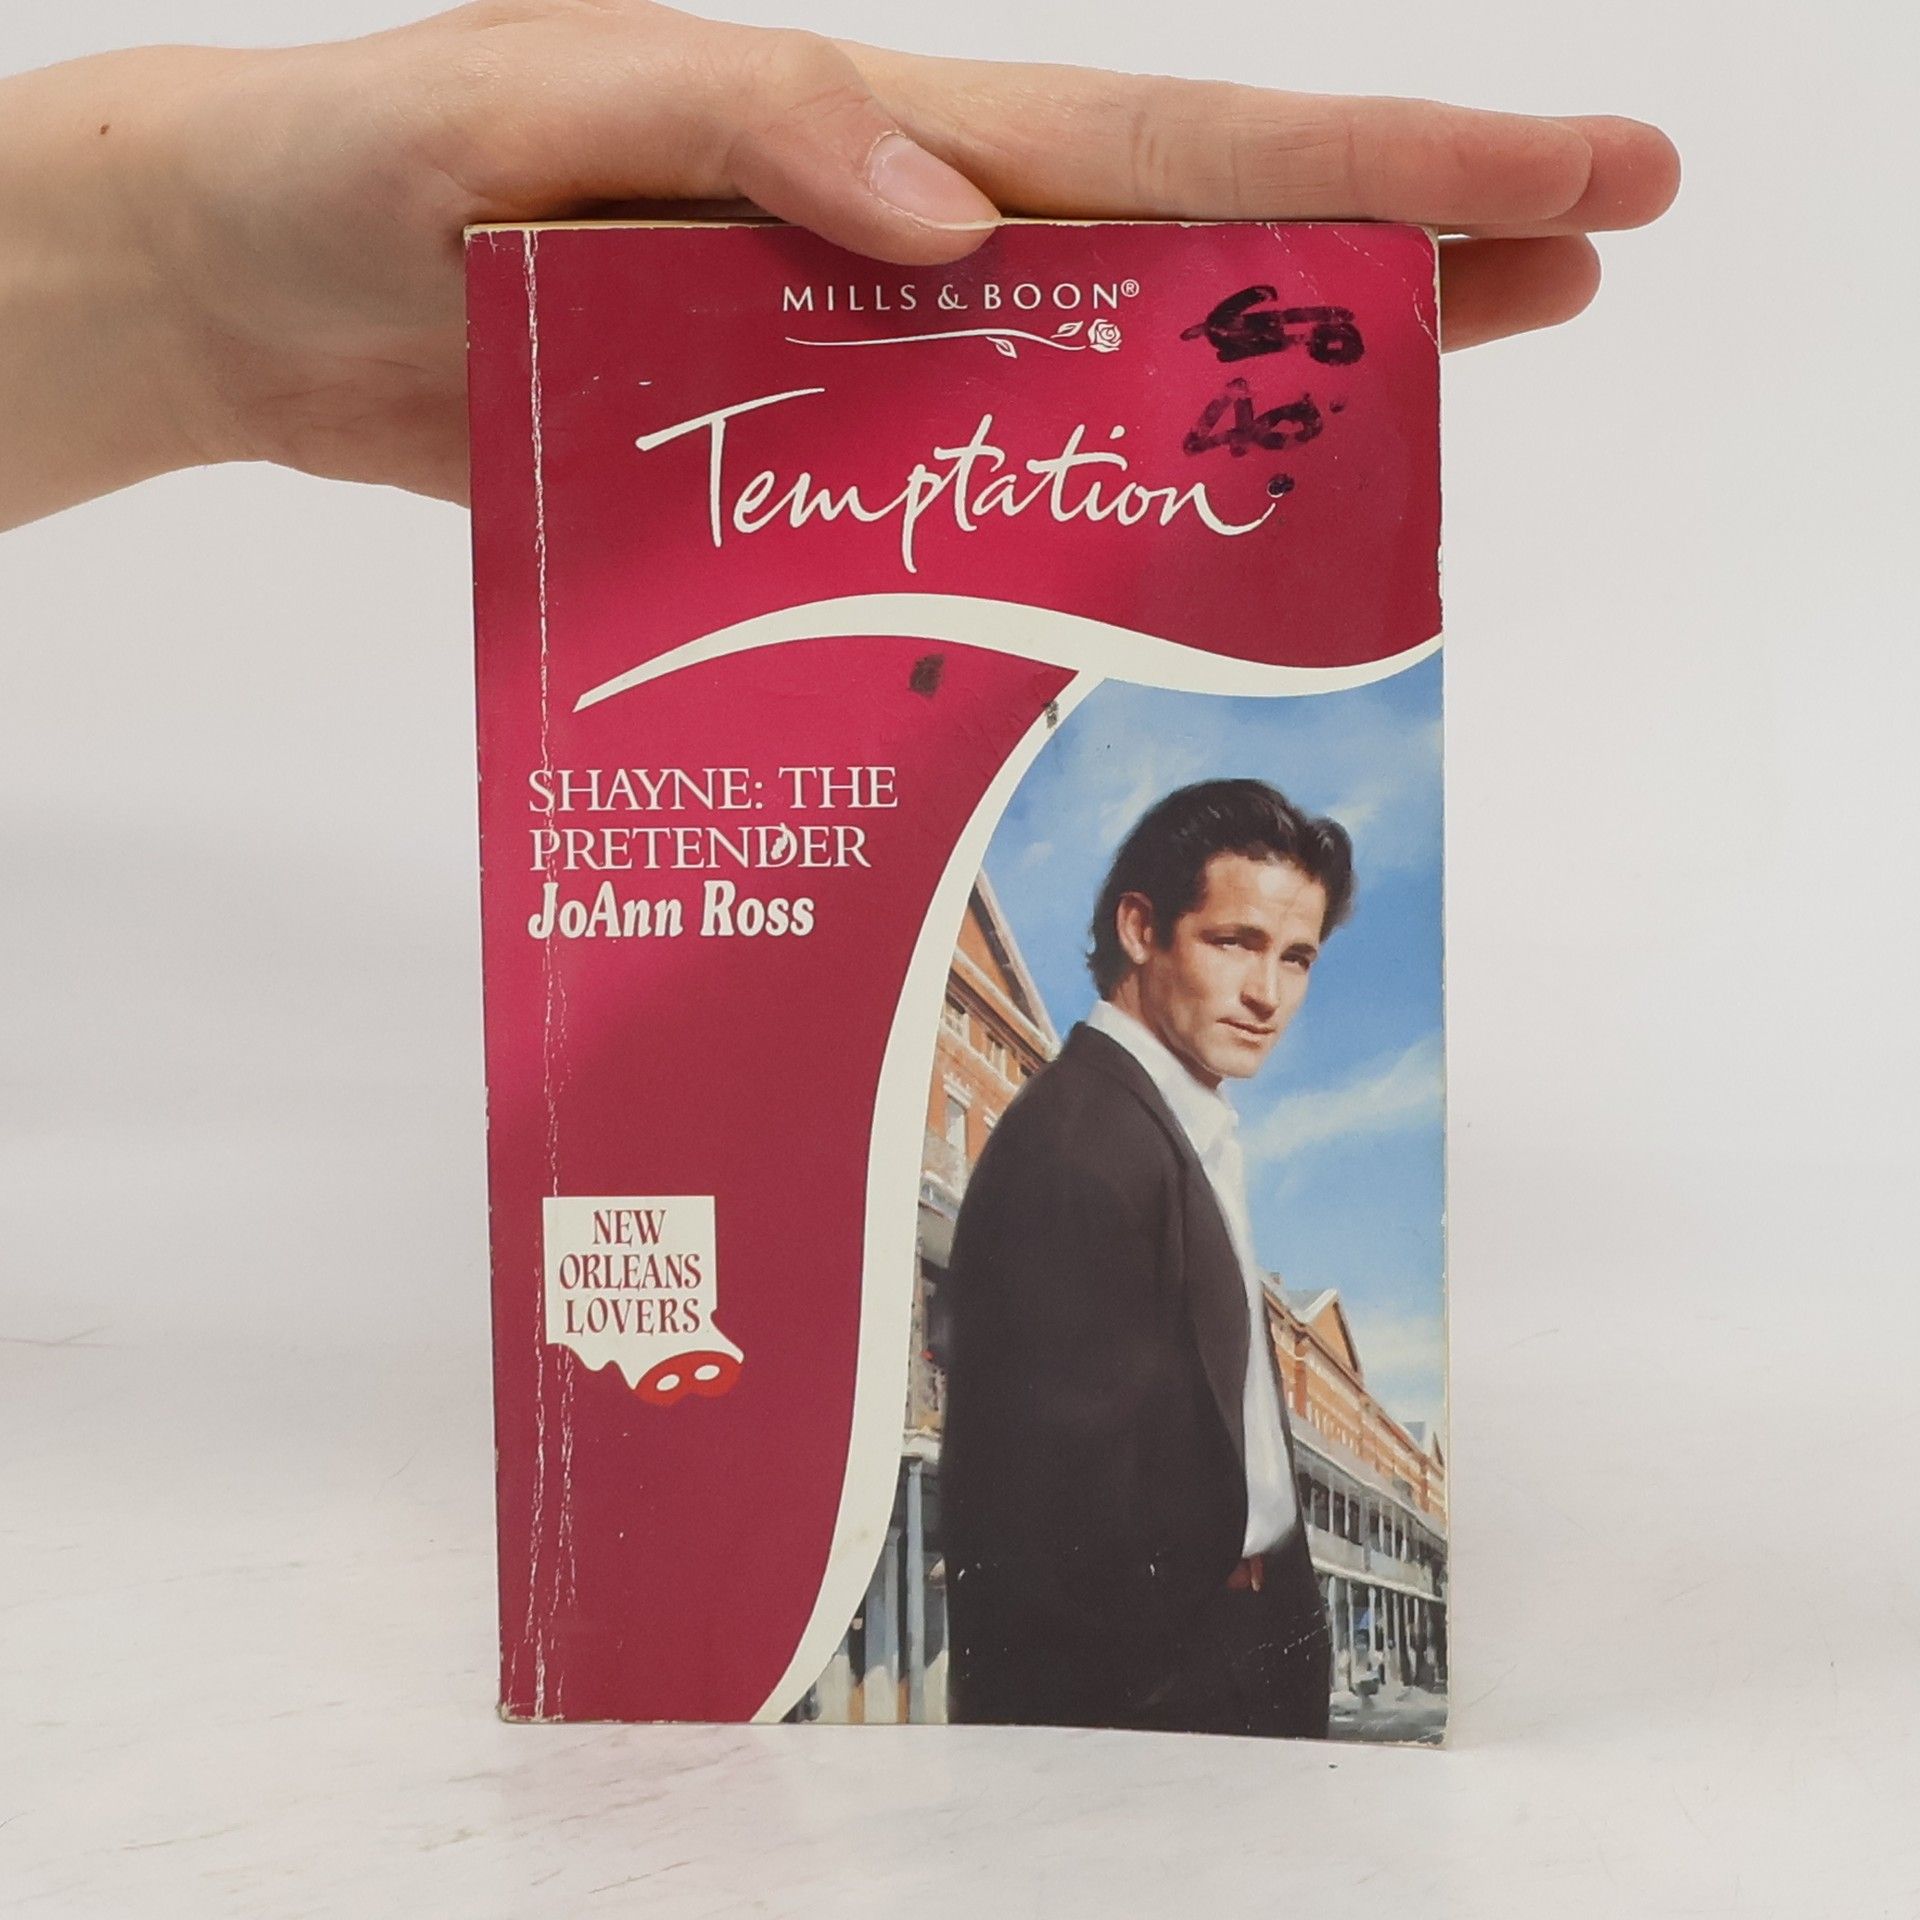 MILLS & BOON®
Temptation
SHAYNE: THE
PRETENDER
JoAnn Ross
NEW
ORLEANS
LOVERS